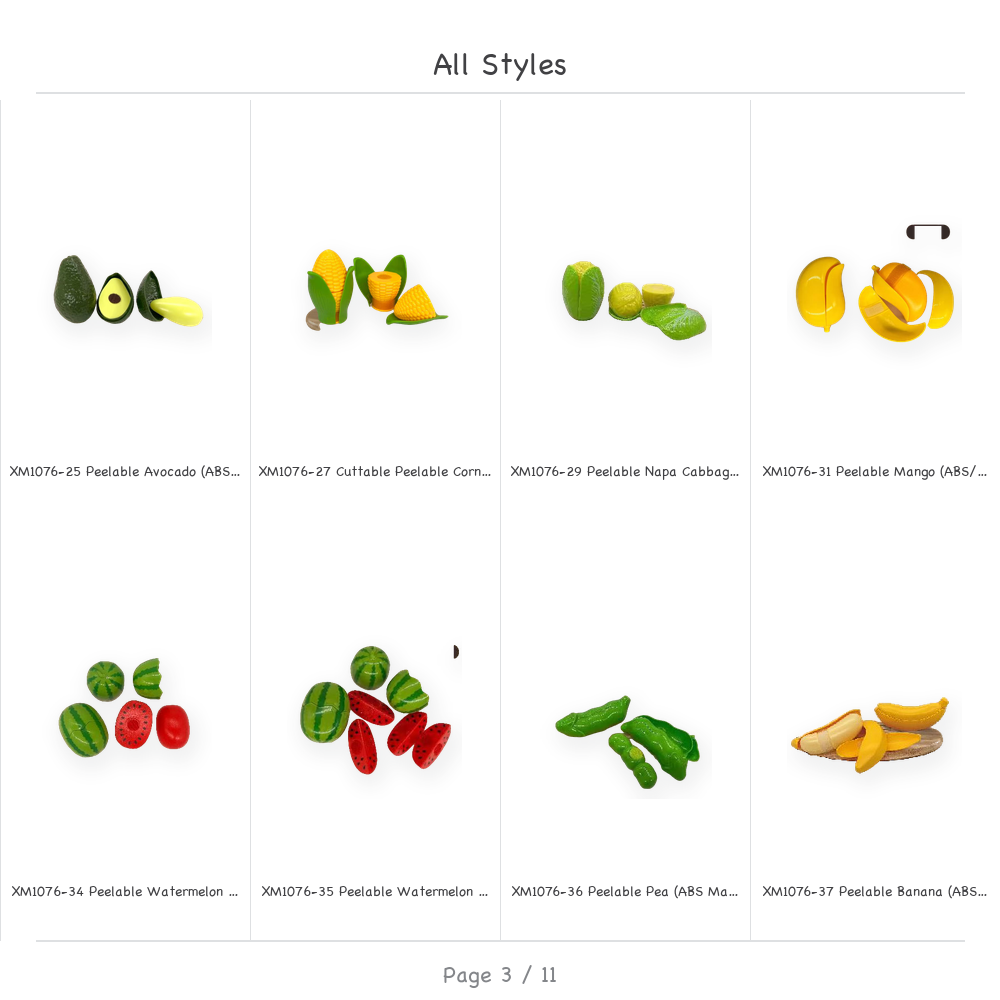 All Styles
XM1076-25 Peelable Avocado (ABS...
XM1076-27 Cuttable Peelable Corn...
XM1076-29 Peelable Napa Cabbag...
XM1076-31 Peelable Mango (ABS/...
XM1076-34 Peelable Watermelon ...
XM1076-35 Peelable Watermelon ...
XM1076-36 Peelable Pea (ABS Ma...
XM1076-37 Peelable Banana (ABS...
Page 3 / 11